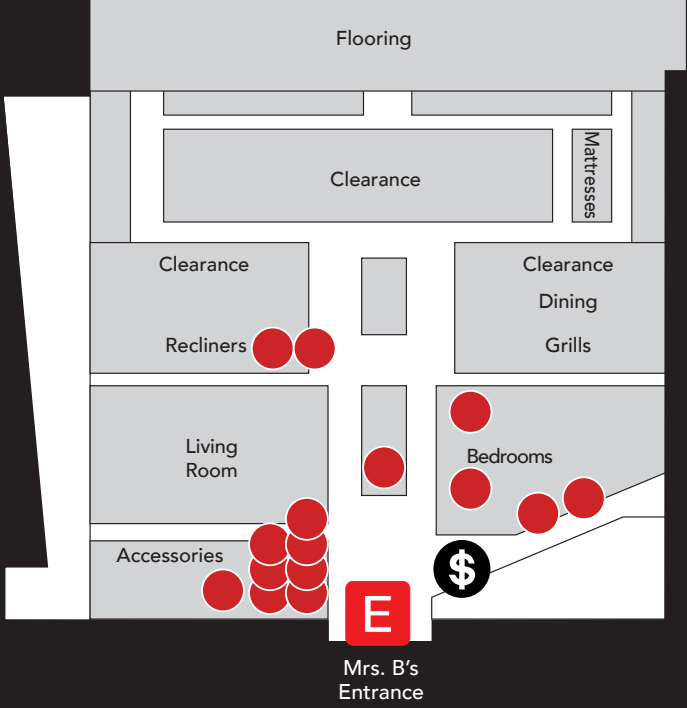 Flooring
Clearance
Mattresses
Clearance
Recliners
Clearance
Dining
Grills
Living
Room
Bedrooms
Accessories
$
E
Mrs. B's
Entrance